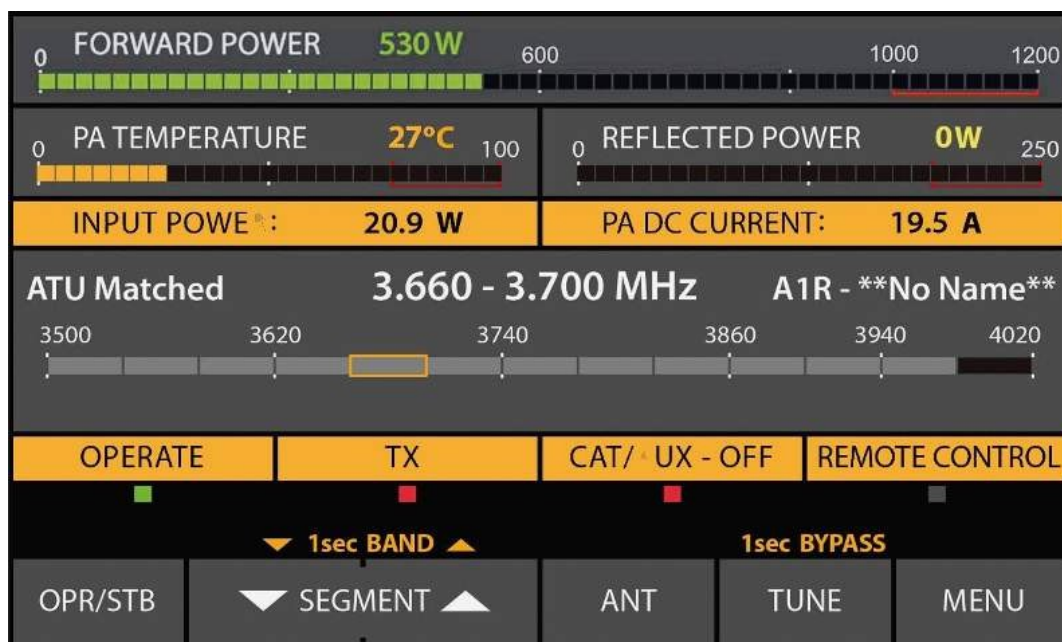 FORWARD POWER 530 W
0 600 1000 1200
PA TEMPERATURE 27°C
0 100
REFLECTED POWER 0W
0 250
INPUT 20.9 W
PA DC CURRENT: 19.5 A
ATU Matched 3.660 - 3.700 MHz A1R - **No Name**
3500 3620 3740 3860 3940 4020
OPERATE TX CAT/ UX - OFF REMOTE CONTROL
1sec BAND 1sec BYPASS
OPR/STB SEGMENT ANT TUNE MENU